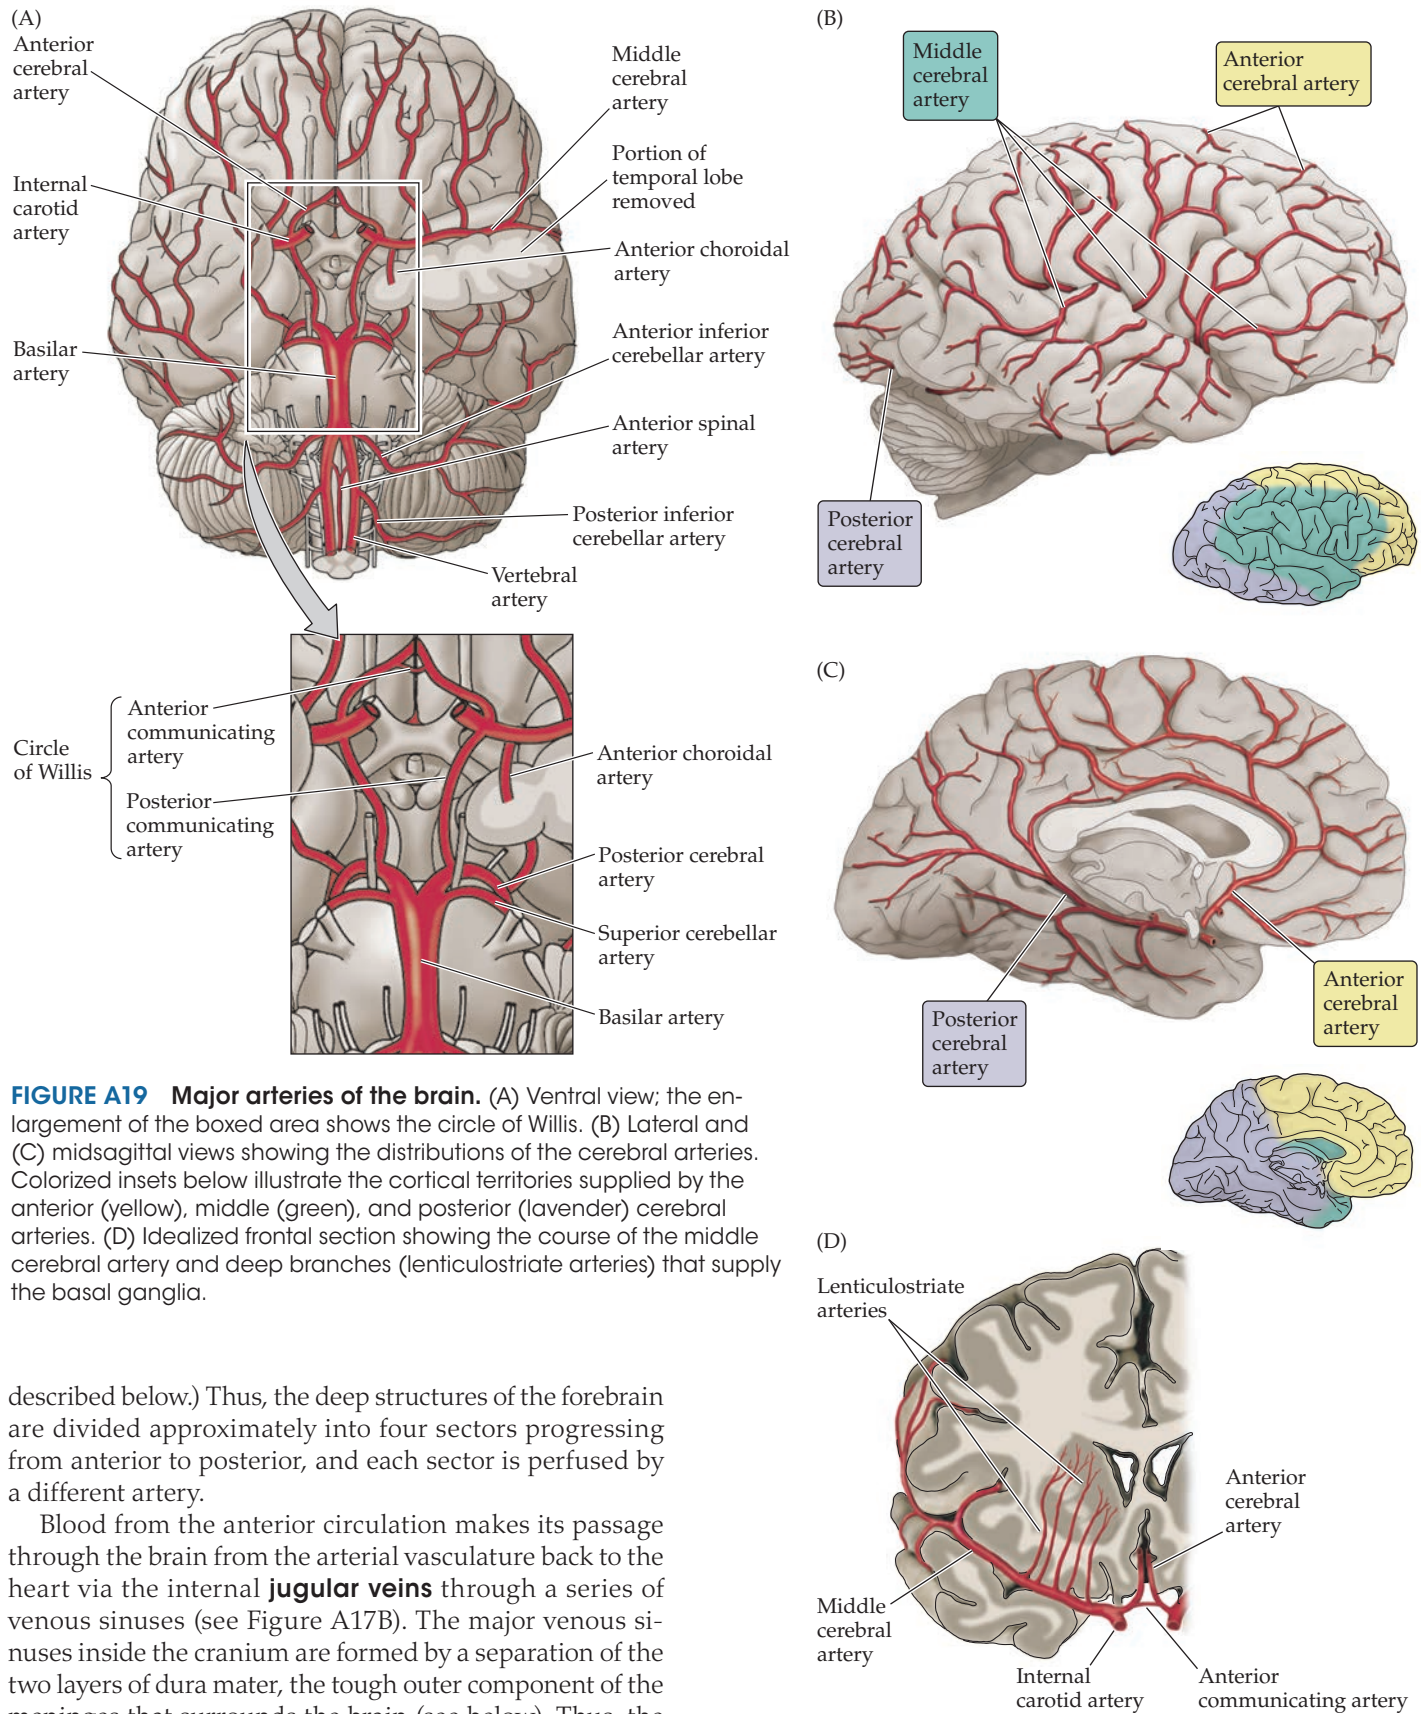 (A)
Anterior
cerebral
artery
Internal
carotid
artery
Basilar
artery
Middle
cerebral
artery
Portion of
temporal lobe
removed
Anterior choroidal
artery
Anterior inferior
cerebellar artery
Anterior spinal
artery
Posterior inferior
cerebellar artery
Vertebral
artery
Circle
of Willis
Anterior
communicating
artery
Posterior
communicating
artery
Anterior choroidal
artery
Posterior cerebral
artery
Superior cerebellar
artery
Basilar artery
(B)
Middle
cerebral
artery
Anterior
cerebral artery
Posterior
cerebral
artery
(C)
Posterior
cerebral
artery
Anterior
cerebral
artery
(D)
Lenticulostriate
arteries
Anterior
cerebral
artery
Middle
cerebral
artery
Internal
carotid artery
Anterior
communicating artery
FIGURE A19 Major arteries of the brain. (A) Ventral view; the en-
largement of the boxed area shows the circle of Willis. (B) Lateral and
(C) midsagittal views showing the distributions of the cerebral arteries.
Colorized insets below illustrate the cortical territories supplied by the
anterior (yellow), middle (green), and posterior (lavender) cerebral
arteries. (D) Idealized frontal section showing the course of the middle
cerebral artery and deep branches (lenticulostriate arteries) that supply
the basal ganglia.
described below.) Thus, the deep structures of the forebrain
are divided approximately into four sectors progressing
from anterior to posterior, and each sector is perfused by
a different artery.
Blood from the anterior circulation makes its passage
through the brain from the arterial vasculature back to the
heart via the internal jugular veins through a series of
venous sinuses (see Figure A17B). The major venous si-
nuses inside the cranium are formed by a separation of the
two layers of dura mater, the tough outer component of the
meninges that surrounds the brain (see below). Thus, the